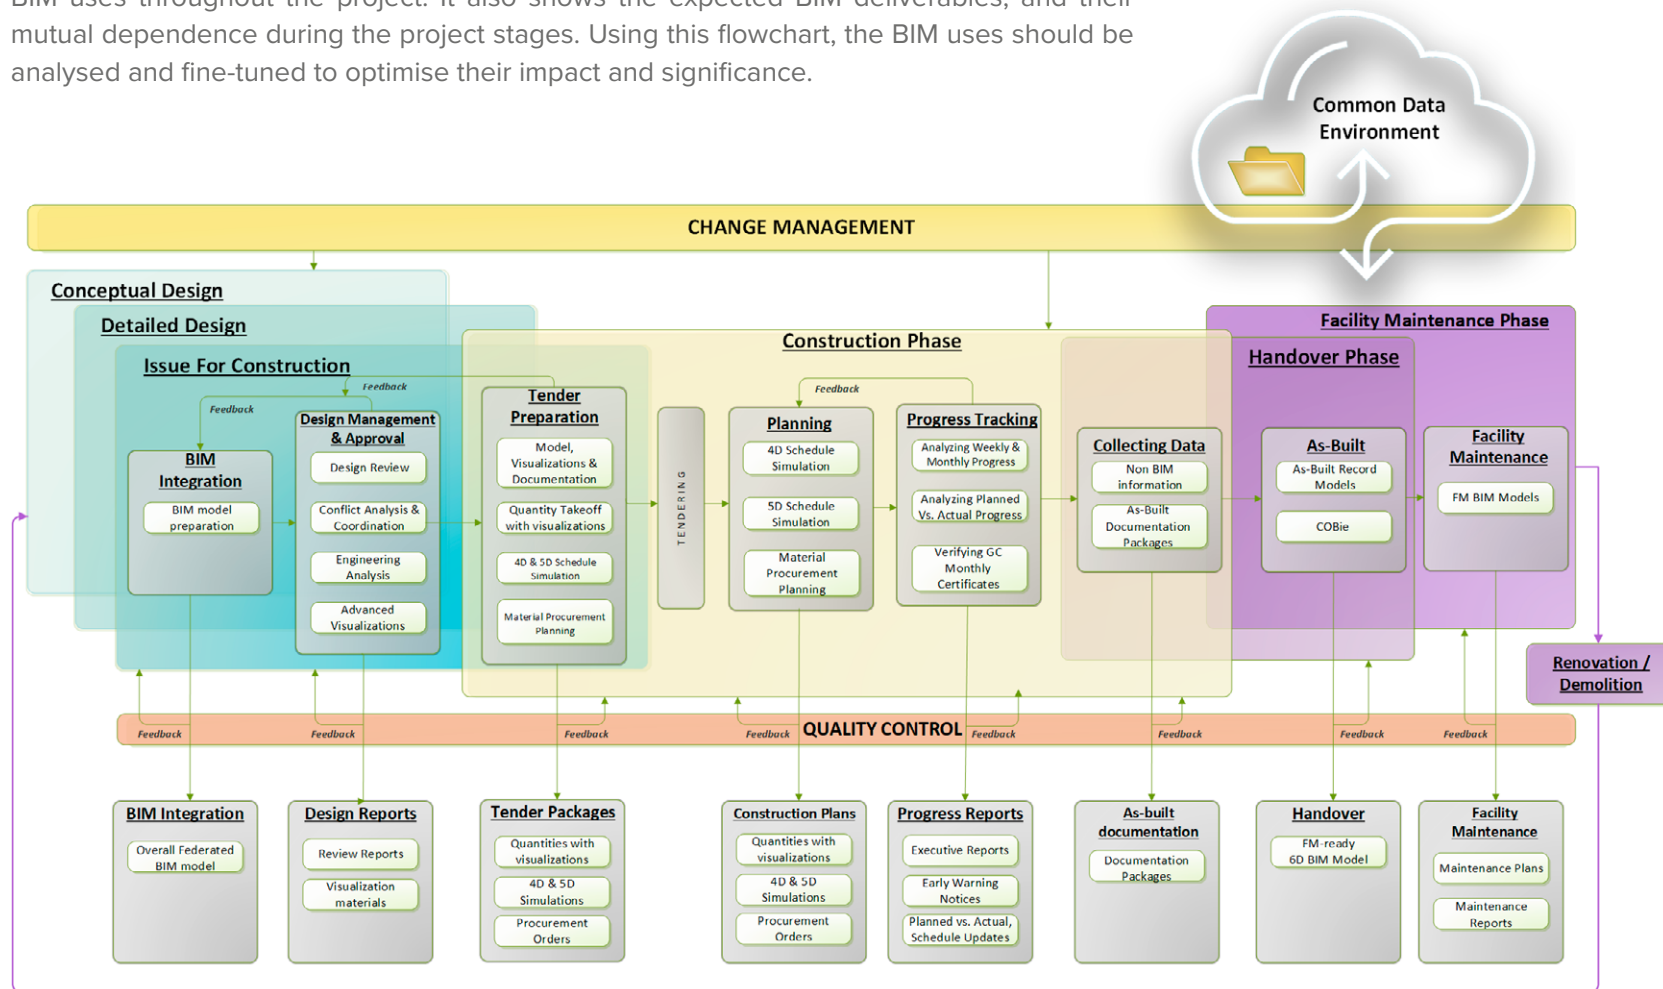 BIM uses throughout the project. It also shows the expected BIM deliverables, and their
mutual dependence during the project stages. Using this flowchart, the BIM uses should be
analysed and fine-tuned to optimise their impact and significance.
Common Data
Environment
CHANGE MANAGEMENT
Conceptual Design
Detailed Design
Issue For Construction
Construction Phase
Facility Maintenance Phase
Handover Phase
Feedback
Feedback
Feedback
BIM
Integration
BIM model
preparation
Design Management
& Approval
Design Review
Conflict Analysis &
Coordination
Engineering
Analysis
Advanced
Visualizations
Tender
Preparation
Model,
Visualizations &
Documentation
Quantity Takeoff
with visualizations
4D & 5D Schedule
Simulation
Material Procurement
Planning
TENDERING
Planning
4D Schedule
Simulation
5D Schedule
Simulation
Material
Procurement
Planning
Progress Tracking
Analyzing Weekly &
Monthly Progress
Analyzing Planned
Vs. Actual Progress
Verifying GC
Monthly
Certificates
Collecting Data
Non BIM
information
As-Built
Documentation
Packages
As-Built
As-Built Record
Models
COBie
Facility
Maintenance
FM BIM Models
Renovation /
Demolition
QUALITY CONTROL
Feedback
Feedback
Feedback
Feedback
Feedback
Feedback
Feedback
Feedback
BIM Integration
Overall Federated
BIM model
Design Reports
Review Reports
Visualization
materials
Tender Packages
Quantities with
visualizations
4D & 5D
Simulations
Procurement
Orders
Construction Plans
Quantities with
visualizations
4D & 5D
Simulations
Procurement
Orders
Progress Reports
Executive Reports
Early Warning
Notices
Planned vs. Actual,
Schedule Updates
As-built
documentation
Documentation
Packages
Handover
FM-ready
6D BIM Model
Facility
Maintenance
Maintenance Plans
Maintenance
Reports